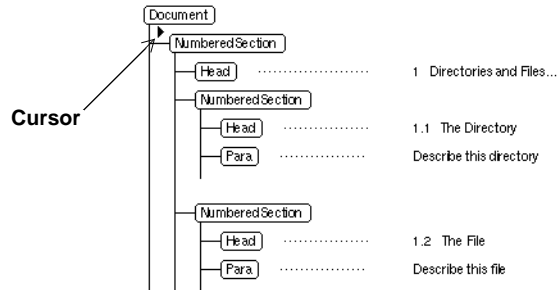 Document
NumberedSection
Head 1 Directories and Files...
Cursor
NumberedSection
Head 1.1 The Directory
Para Describe this directory
NumberedSection
Head 1.2 The File
Para Describe this file